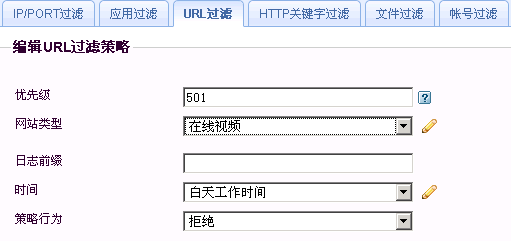 IP/PORT过滤 应用过滤 URL过滤 HTTP关键字过滤 文件过滤 帐号过滤
编辑URL过滤策略
优先级 501 ?
网站类型 在线视频
日志前缀
时间 白天工作时间
策略行为 拒绝